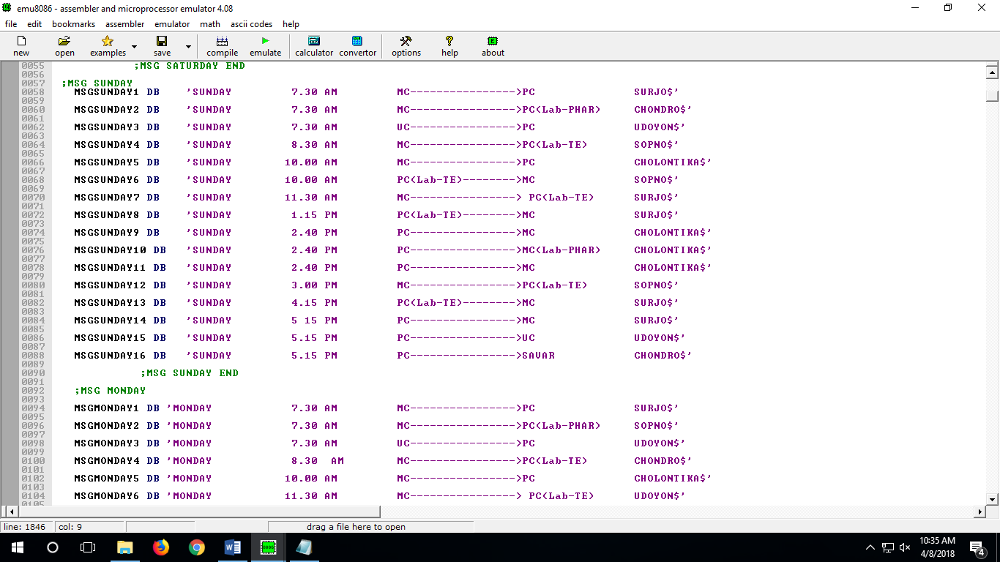 emu8086 - assembler and microprocessor emulator 4.08
file edit bookmarks assembler emulator math ascii codes help
new open examples save compile emulate calculator convertor options help about
0055 ;MSG SATURDAY END
0056
0057 ;MSG SUNDAY
0058 MSGSUNDAY1 DB 'SUNDAY 7.30 AM MC---------------->PC SURJO$'
0059
0060 MSGSUNDAY2 DB 'SUNDAY 7.30 AM MC---------------->PC(Lab-PHAR) CHONDRO$'
0061
0062 MSGSUNDAY3 DB 'SUNDAY 7.30 AM UC---------------->PC UDOYON$'
0063
0064 MSGSUNDAY4 DB 'SUNDAY 8.30 AM MC---------------->PC(Lab-TE) SOPNO$'
0065
0066 MSGSUNDAY5 DB 'SUNDAY 10.00 AM MC---------------->PC CHOLONTIKA$'
0067
0068 MSGSUNDAY6 DB 'SUNDAY 10.00 AM PC(Lab-TE)-------->MC SOPNO$'
0069
0070 MSGSUNDAY7 DB 'SUNDAY 11.30 AM MC----------------> PC(Lab-TE) SURJO$'
0071
0072 MSGSUNDAY8 DB 'SUNDAY 1.15 PM PC(Lab-TE)-------->MC SURJO$'
0073
0074 MSGSUNDAY9 DB 'SUNDAY 2.40 PM PC---------------->MC CHOLONTIKA$'
0075
0076 MSGSUNDAY10 DB 'SUNDAY 2.40 PM PC---------------->MC(Lab-PHAR) CHOLONTIKA$'
0077
0078 MSGSUNDAY11 DB 'SUNDAY 2.40 PM MC---------------->PC CHOLONTIKA$'
0079
0080 MSGSUNDAY12 DB 'SUNDAY 3.00 PM MC---------------->PC(Lab-TE) SOPNO$'
0081
0082 MSGSUNDAY13 DB 'SUNDAY 4.15 PM PC(Lab-TE)-------->MC SURJO$'
0083
0084 MSGSUNDAY14 DB 'SUNDAY 5 15 PM PC---------------->MC SURJO$'
0085
0086 MSGSUNDAY15 DB 'SUNDAY 5.15 PM PC---------------->UC UDOYON$'
0087
0088 MSGSUNDAY16 DB 'SUNDAY 5.15 PM PC---------------->SAVAR CHONDRO$'
0089
0090 ;MSG SUNDAY END
0091
0092 ;MSG MONDAY
0093
0094 MSGMONDAY1 DB 'MONDAY 7.30 AM MC---------------->PC SURJO$'
0095
0096 MSGMONDAY2 DB 'MONDAY 7.30 AM MC---------------->PC(Lab-PHAR) SOPNO$'
0097
0098 MSGMONDAY3 DB 'MONDAY 7.30 AM UC---------------->PC UDOYON$'
0099
0100 MSGMONDAY4 DB 'MONDAY 8.30 AM MC---------------->PC(Lab-TE) CHONDRO$'
0101
0102 MSGMONDAY5 DB 'MONDAY 10.00 AM MC---------------->PC CHOLONTIKA$'
0103
0104 MSGMONDAY6 DB 'MONDAY 11.30 AM MC----------------> PC(Lab-TE) UDOYON$'
0105
line: 1846 col: 9 drag a file here to open
8086
10:35 AM
4/8/2018
4